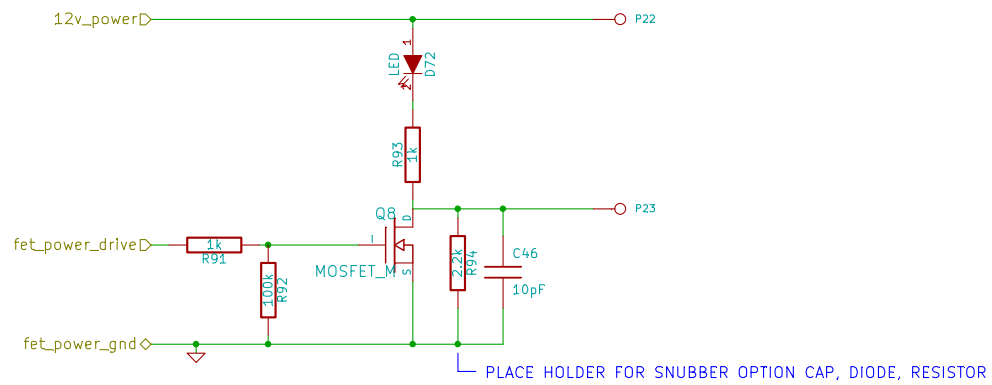 12v_power
P22
1
LED
D72
2
R93
1k
P23
Q8
D
fet_power_drive
1k
R91
I
MOSFET_M
S
2.2k
R94
C46
10pF
100k
R92
fet_power_gnd
PLACE HOLDER FOR SNUBBER OPTION CAP, DIODE, RESISTOR